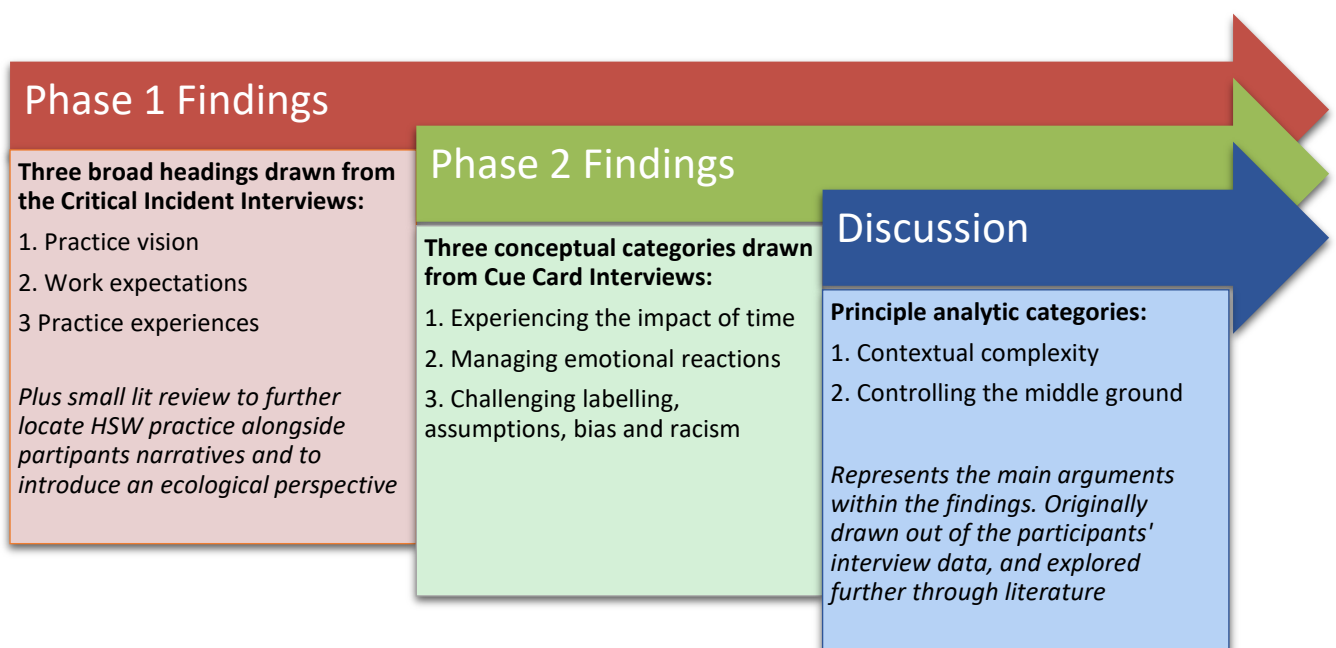 Phase 1 Findings
Three broad headings drawn from
the Critical Incident Interviews:
1. Practice vision
2. Work expectations
3 Practice experiences
Plus small lit review to further
locate HSW practice alongside
partipants narratives and to
introduce an ecological perspective
Phase 2 Findings
Three conceptual categories drawn
from Cue Card Interviews:
1. Experiencing the impact of time
2. Managing emotional reactions
3. Challenging labelling,
assumptions, bias and racism
Discussion
Principle analytic categories:
1. Contextual complexity
2. Controlling the middle ground
Represents the main arguments
within the findings. Originally
drawn out of the participants'
interview data, and explored
further through literature